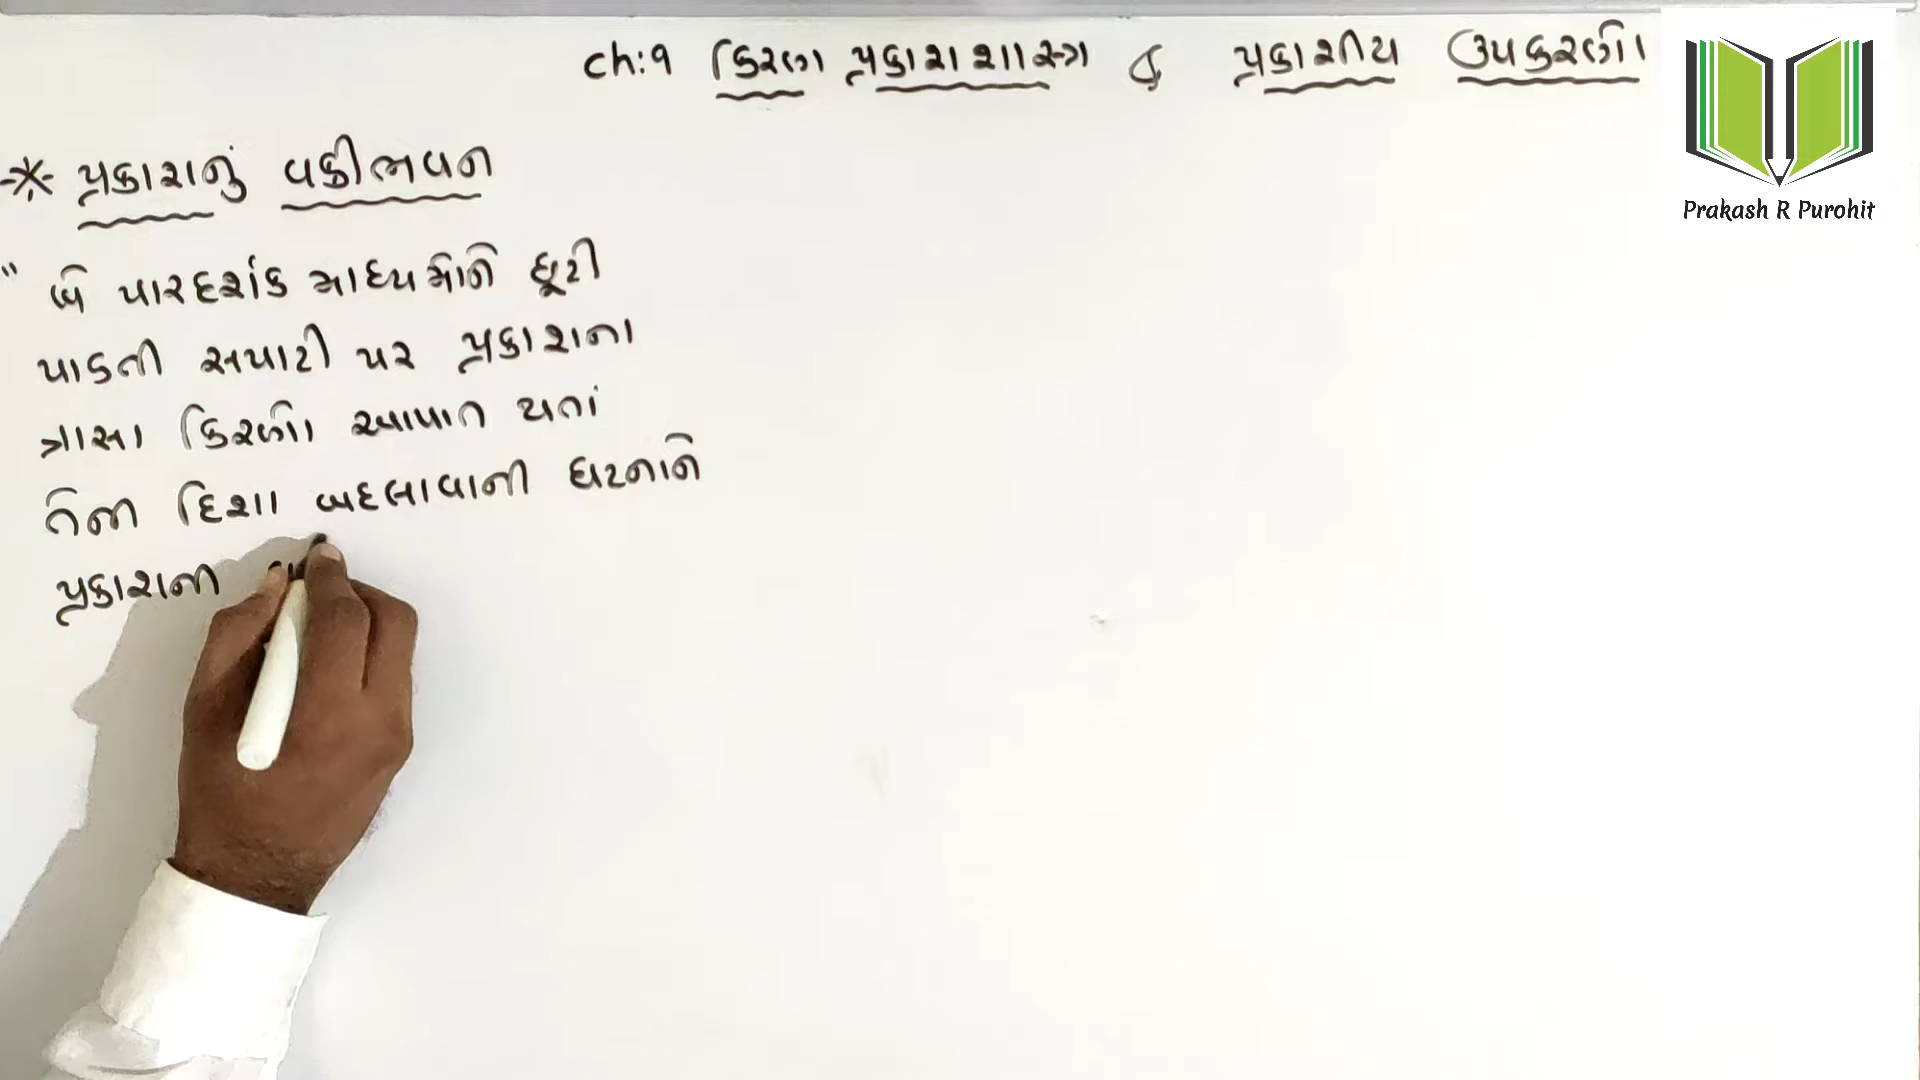 ch:9 કિરણ પ્રકાશશાસ્ત્ર & પ્રકાશીય ઉપકરણો
Prakash R Purohit
* પ્રકાશનું વક્રીભવન
" બે પારદર્શક માધ્યમોને છૂટી
પાડતી સપાટી પર પ્રકાશના
ત્રાસા કિરણો આપાત થતાં
તેની દિશા બદલાવાની ઘટનાને
પ્રકાશની